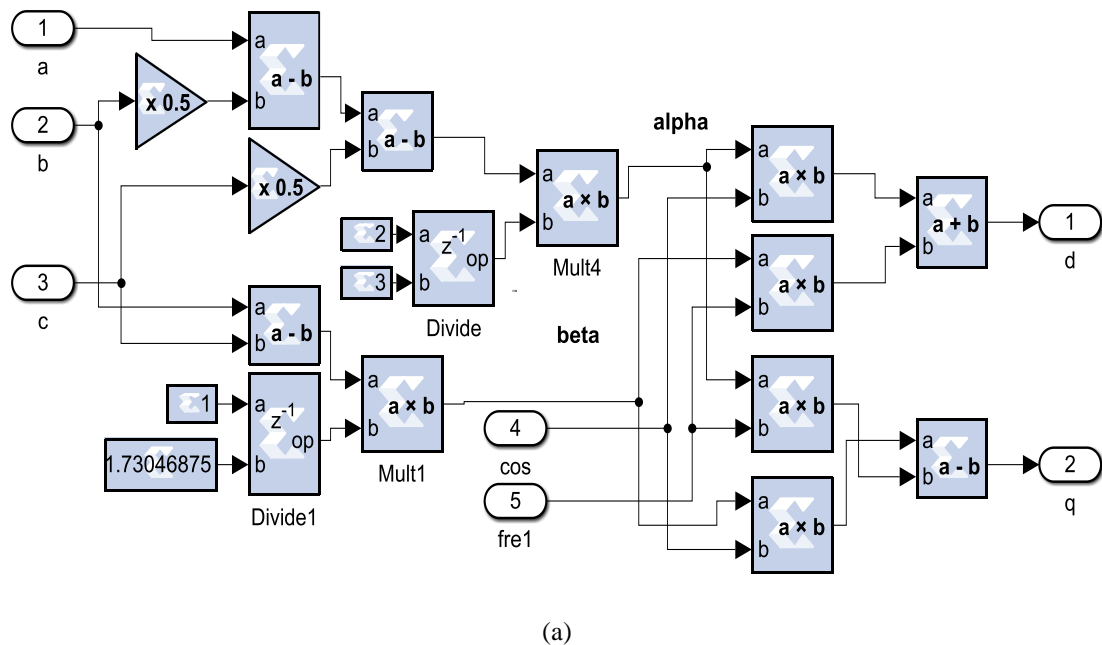 1
a
a
b
a - b
x 0.5
2
b
a
b
a - b
x 0.5
alpha
a
b
a × b
Mult4
2
3
a
b
z-1
op
Divide
a
b
a × b
a
b
a + b
1
d
3
c
a
b
a × b
a
b
a - b
beta
1
1.73046875
a
b
z-1
op
Divide1
a
b
a × b
Mult1
4
cos
5
fre1
a
b
a × b
a
b
a × b
a
b
a - b
2
q
(a)